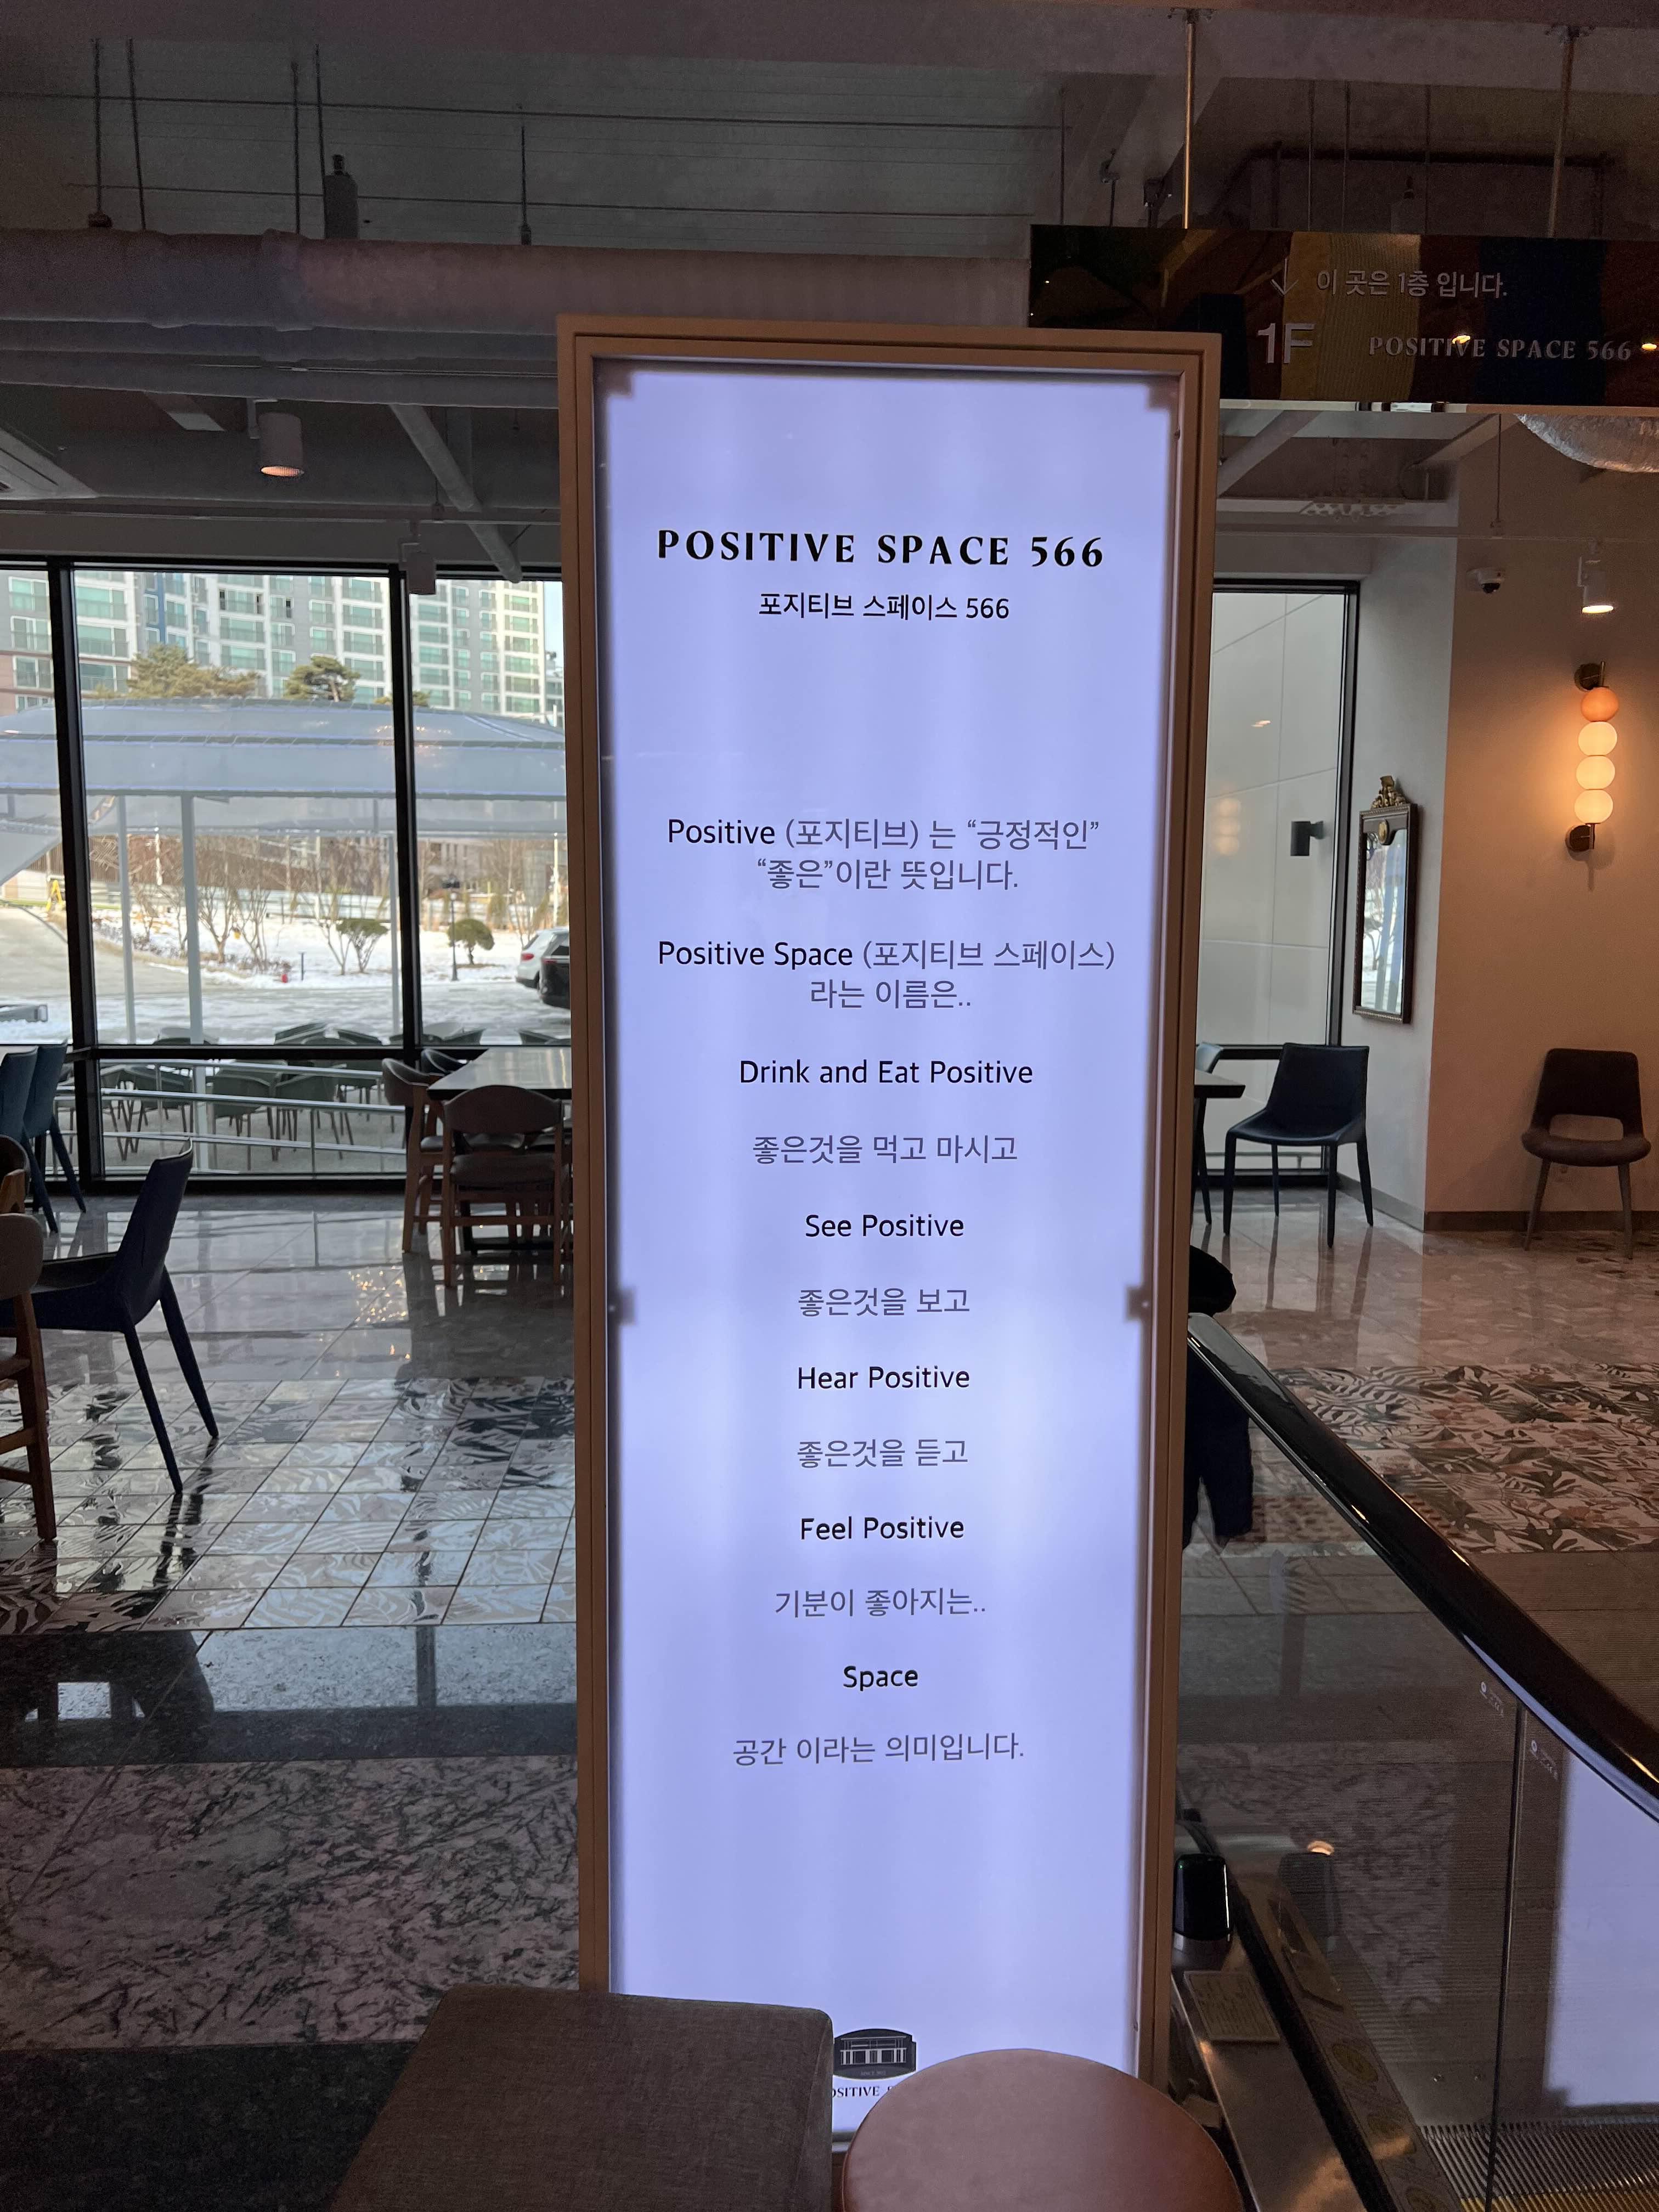 ↓ 이 곳은 1층 입니다.
1F POSITIVE SPACE 566
POSITIVE SPACE 566
포지티브 스페이스 566
Positive (포지티브) 는 “긍정적인”
“좋은”이란 뜻입니다.
Positive Space (포지티브 스페이스)
라는 이름은..
Drink and Eat Positive
좋은것을 먹고 마시고
See Positive
좋은것을 보고
Hear Positive
좋은것을 듣고
Feel Positive
기분이 좋아지는..
Space
공간 이라는 의미입니다.